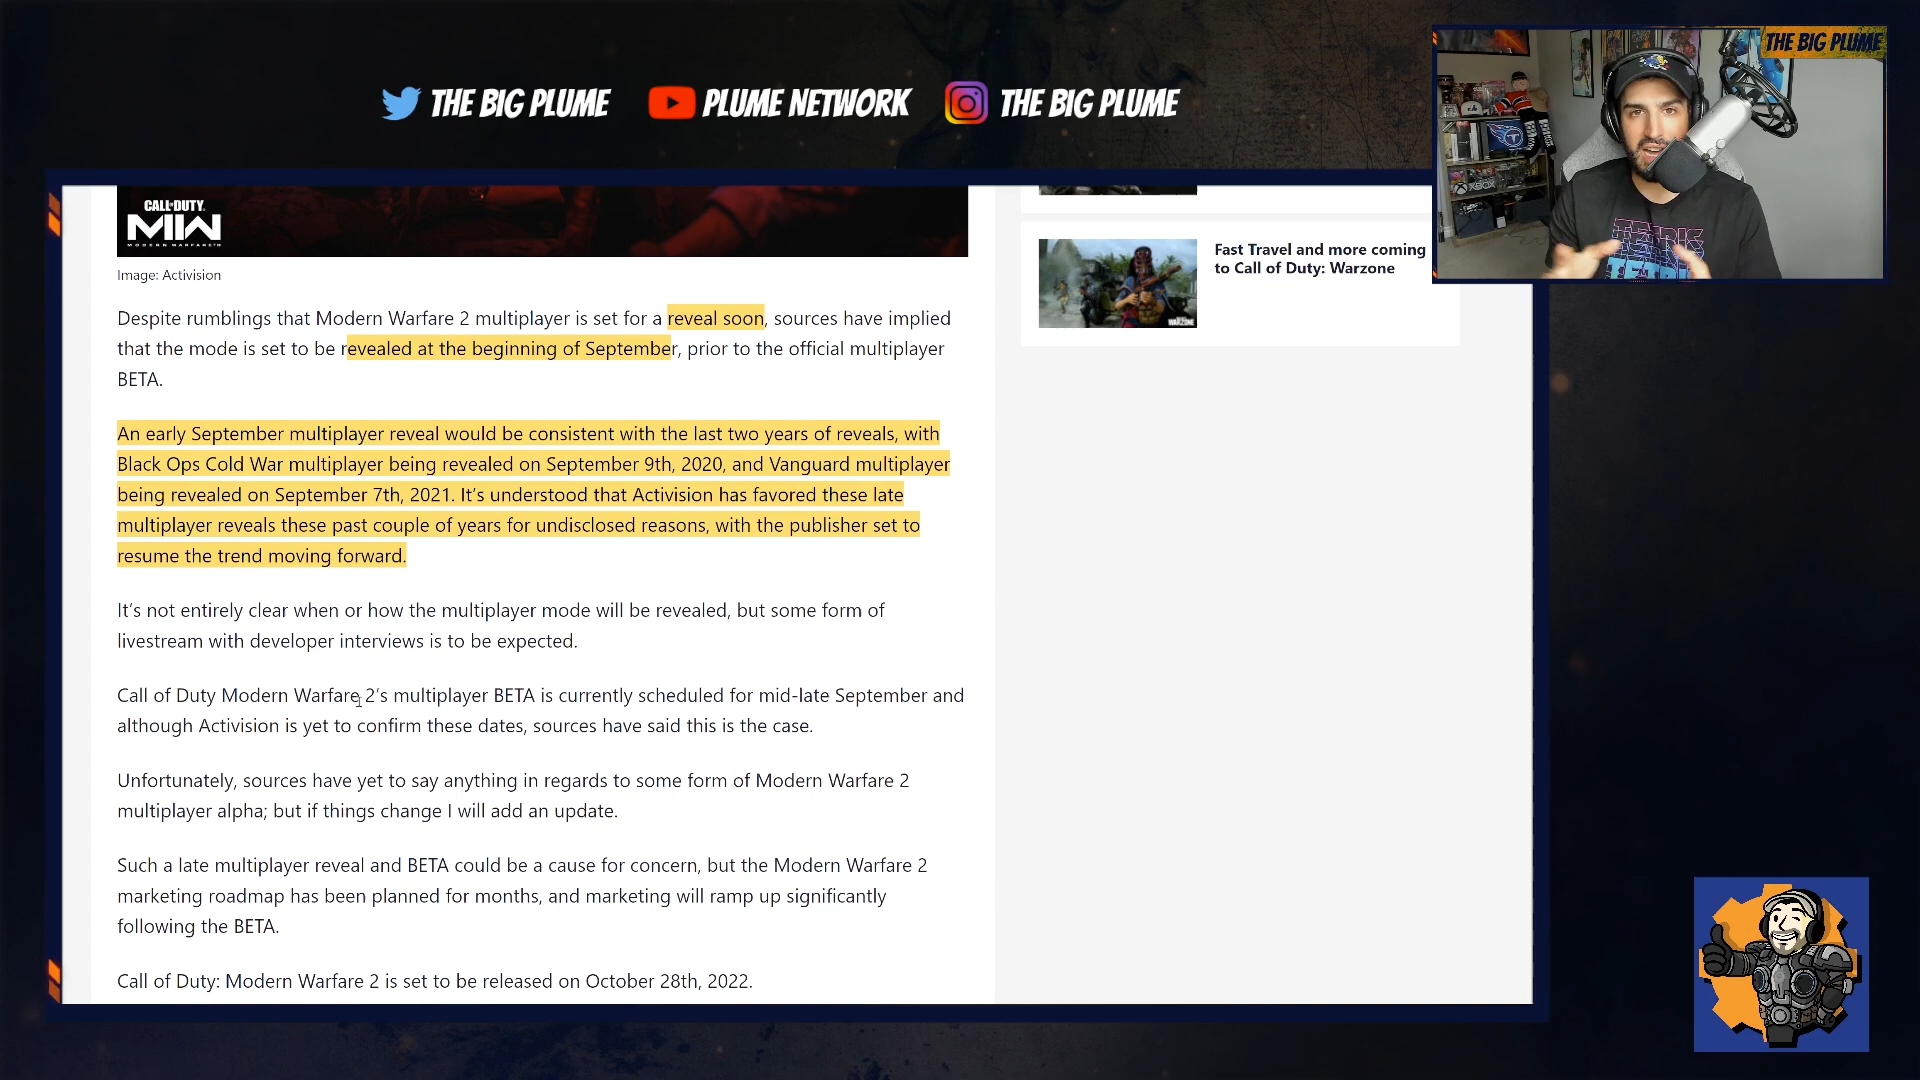 THE BIG PLUME
PLUME NETWORK
THE BIG PLUME
THE BIG PLUME
XBOX
TETRIS
CALL OF DUTY
MW
MODERN WARFARE II
Image: Activision
Despite rumblings that Modern Warfare 2 multiplayer is set for a reveal soon, sources have implied
that the mode is set to be revealed at the beginning of September, prior to the official multiplayer
BETA.
An early September multiplayer reveal would be consistent with the last two years of reveals, with
Black Ops Cold War multiplayer being revealed on September 9th, 2020, and Vanguard multiplayer
being revealed on September 7th, 2021. It’s understood that Activision has favored these late
multiplayer reveals these past couple of years for undisclosed reasons, with the publisher set to
resume the trend moving forward.
It’s not entirely clear when or how the multiplayer mode will be revealed, but some form of
livestream with developer interviews is to be expected.
Call of Duty Modern Warfare 2’s multiplayer BETA is currently scheduled for mid-late September and
although Activision is yet to confirm these dates, sources have said this is the case.
Unfortunately, sources have yet to say anything in regards to some form of Modern Warfare 2
multiplayer alpha; but if things change I will add an update.
Such a late multiplayer reveal and BETA could be a cause for concern, but the Modern Warfare 2
marketing roadmap has been planned for months, and marketing will ramp up significantly
following the BETA.
Call of Duty: Modern Warfare 2 is set to be released on October 28th, 2022.
Fast Travel and more coming
to Call of Duty: Warzone
WARZONE